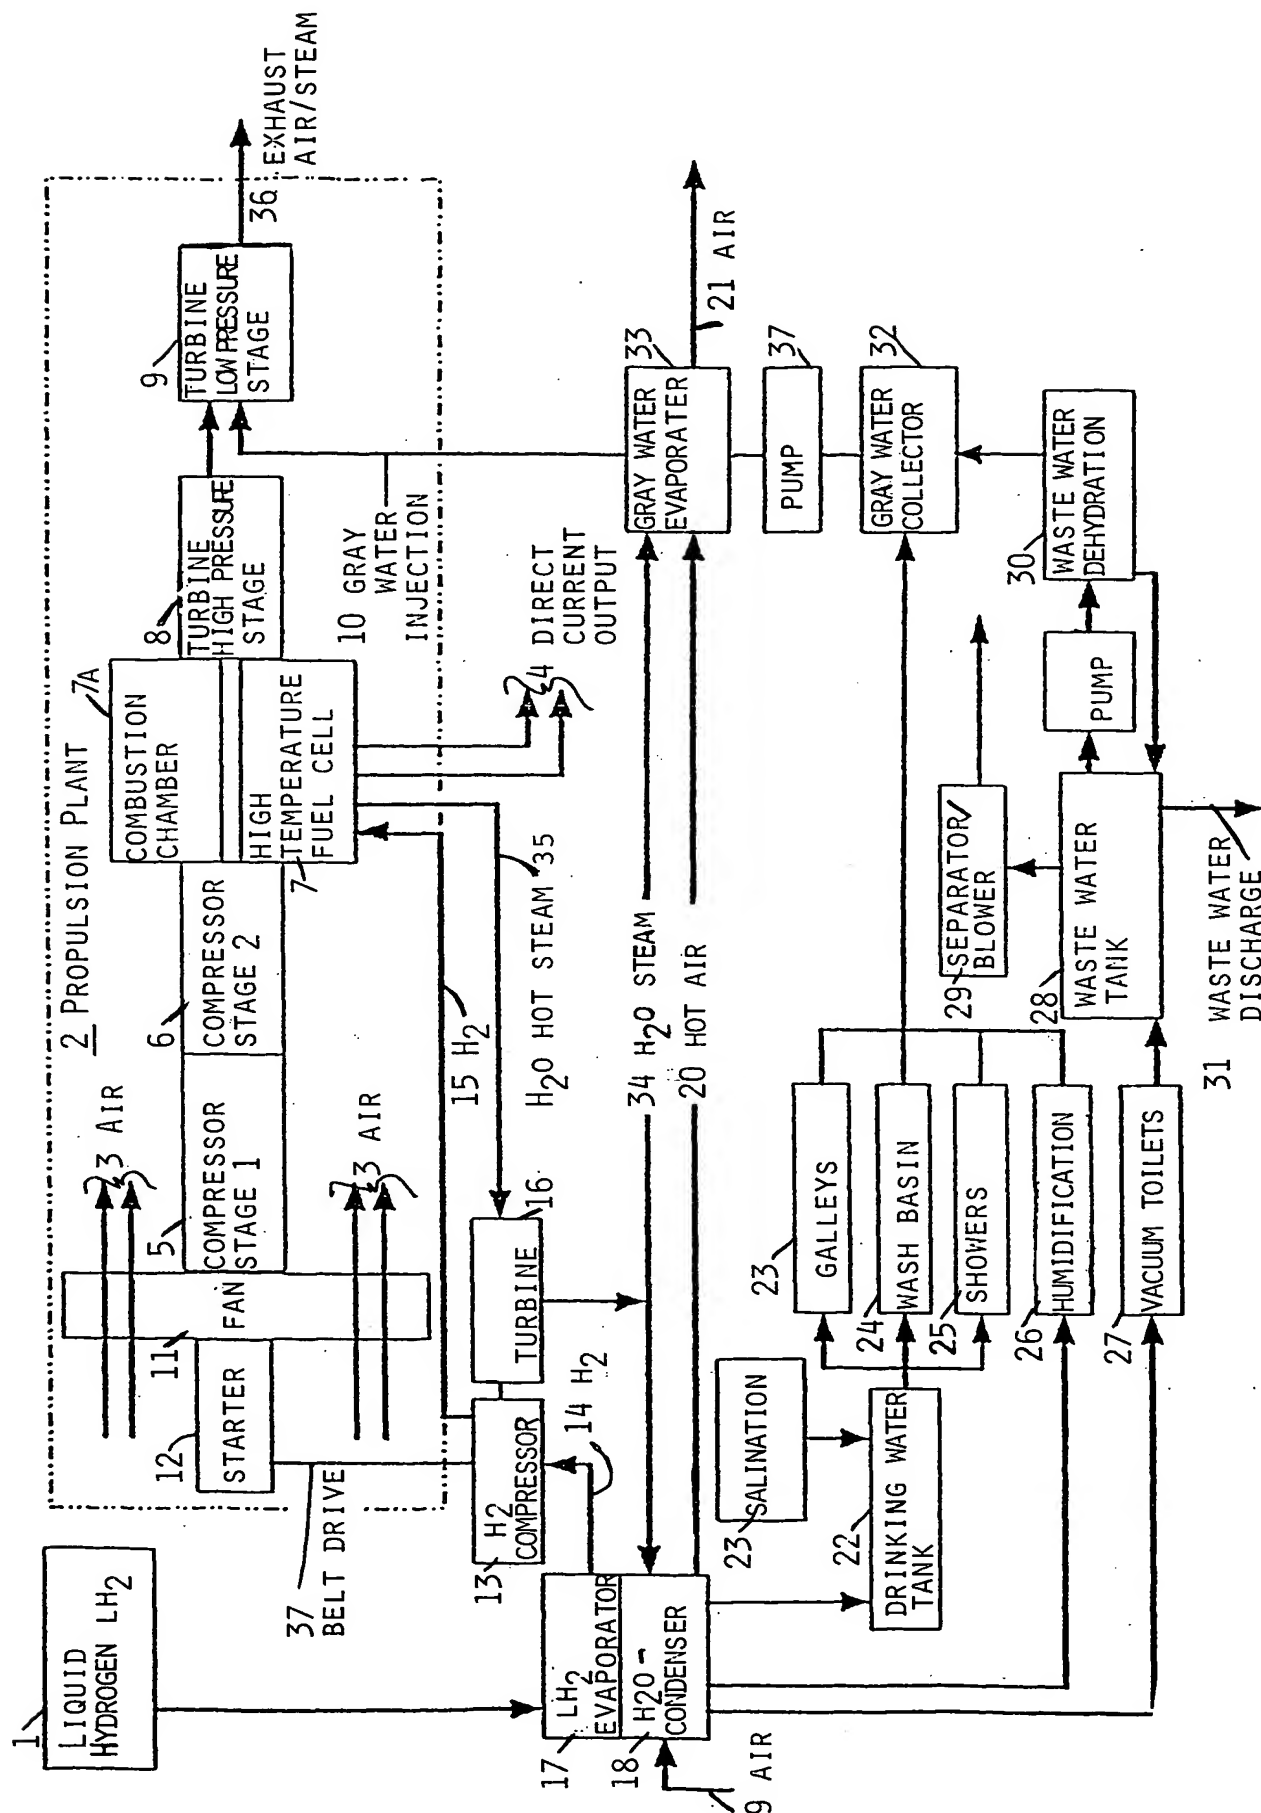 1
LIQUID
HYDROGEN LH2
2 PROPULSION PLANT
3 AIR
12
STARTER
11
FAN
5
COMPRESSOR
STAGE 1
6
COMPRESSOR
STAGE 2
7A
COMBUSTION
CHAMBER
HIGH
TEMPERATURE
FUEL CELL
7
8
TURBINE
HIGH PRESSURE
STAGE
9
TURBINE
LOW PRESSURE
STAGE
36
EXHAUST
AIR/STEAM
3 AIR
37
BELT DRIVE
15 H2
10 GRAY
WATER
INJECTION
4 DIRECT
CURRENT
OUTPUT
13
H2
COMPRESSOR
TURBINE
16
H2O HOT STEAM 35
14 H2
17
LH2
EVAPORATOR
18
H2O-
CONDENSER
9 AIR
34 H2O STEAM
20 HOT AIR
GRAY WATER
EVAPORATER
33
21 AIR
PUMP
37
GRAY WATER
COLLECTOR
32
23
SALINATION
22
DRINKING WATER
TANK
23
GALLEYS
24
WASH BASIN
25
SHOWERS
26
HUMIDIFICATION
27
VACUUM TOILETS
29
SEPARATOR/
BLOWER
28
WASTE WATER
TANK
PUMP
30
WASTE WATER
DEHYDRATION
31
WASTE WATER
DISCHARGE